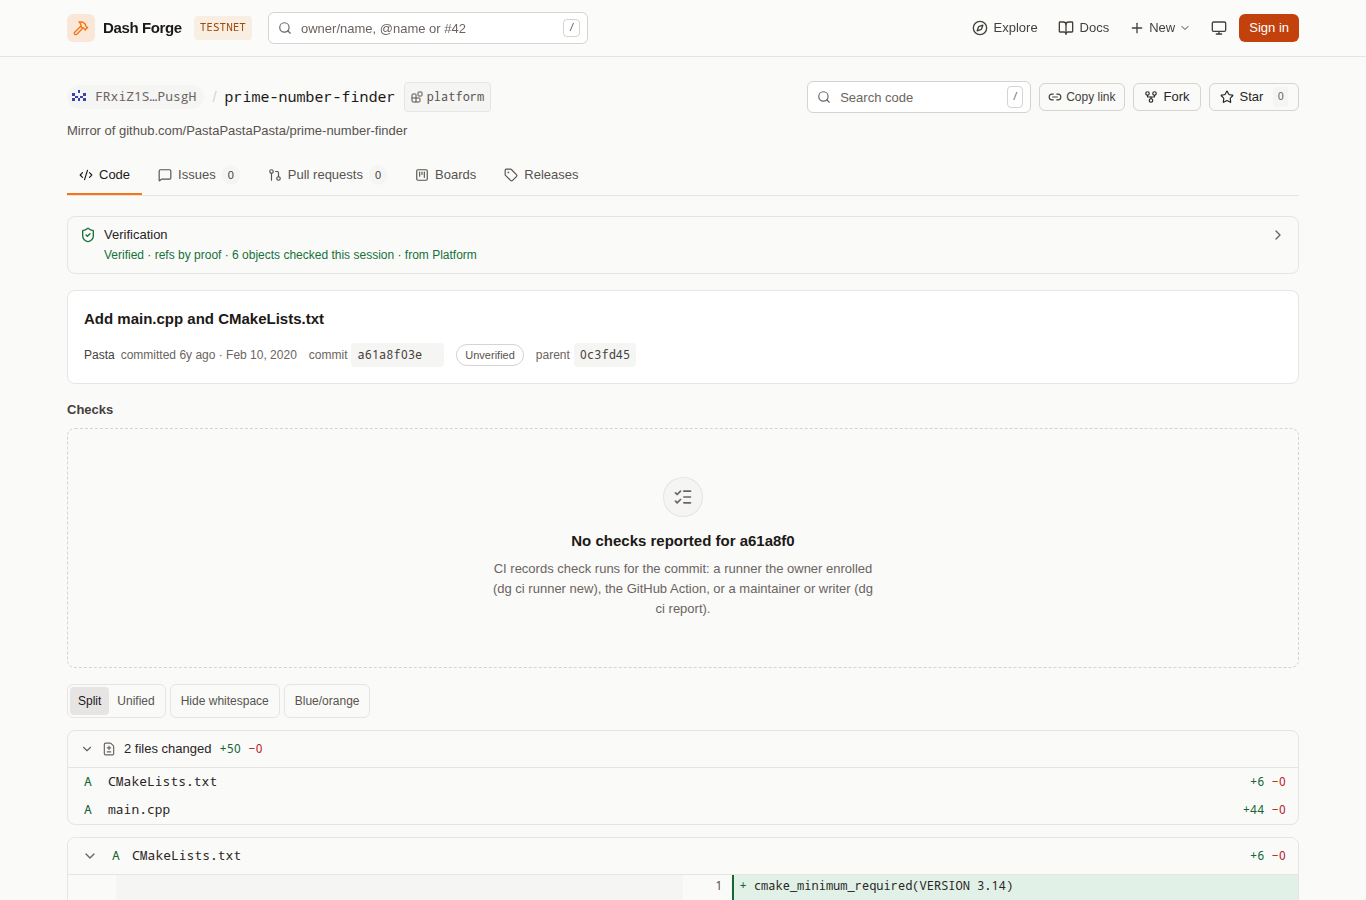 Dash Forge TESTNET owner/name, @name or #42 / Explore Docs New Sign in
FRxiZ1S…PusgH / prime-number-finder platform Search code / Copy link Fork Star 0
Mirror of github.com/PastaPastaPasta/prime-number-finder
Code Issues 0 Pull requests 0 Boards Releases
Verification
Verified · refs by proof · 6 objects checked this session · from Platform
Add main.cpp and CMakeLists.txt
Pasta committed 6y ago · Feb 10, 2020 commit a61a8f03e Unverified parent 0c3fd45
Checks
No checks reported for a61a8f0
CI records check runs for the commit: a runner the owner enrolled
(dg ci runner new), the GitHub Action, or a maintainer or writer (dg
ci report).
Split Unified Hide whitespace Blue/orange
2 files changed +50 −0
A CMakeLists.txt +6 −0
A main.cpp +44 −0
A CMakeLists.txt +6 −0
1 + cmake_minimum_required(VERSION 3.14)